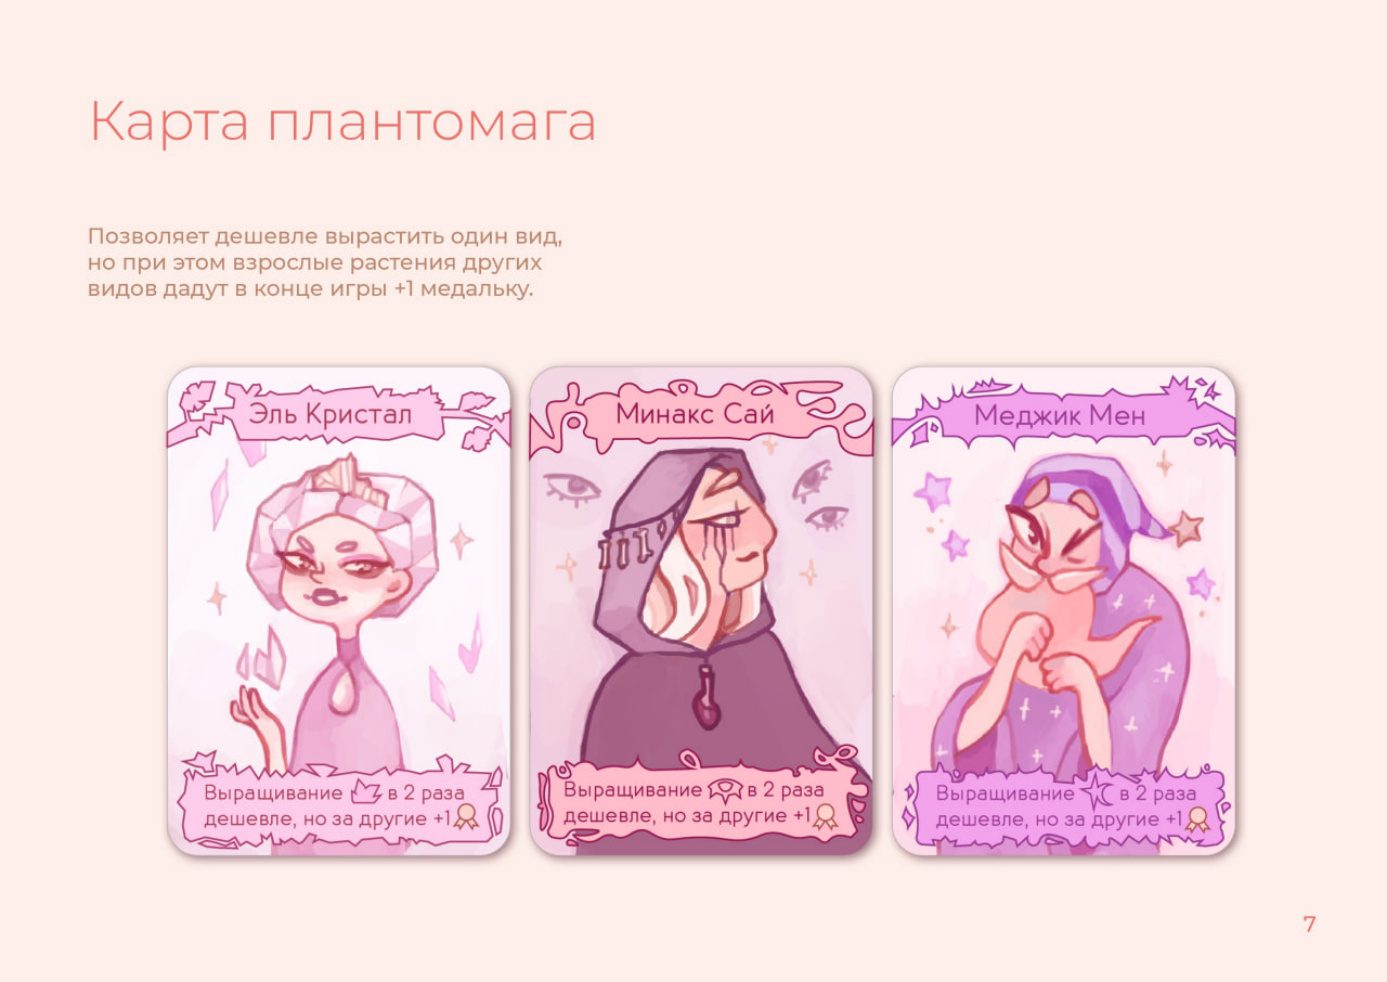 Карта плантомага
Позволяет дешевле вырастить один вид,
но при этом взрослые растения других
видов дадут в конце игры +1 медальку.
Эль Кристал
Выращивание в 2 раза
дешевле, но за другие +1
Минакс Сай
Выращивание в 2 раза
дешевле, но за другие +1
Меджик Мен
Выращивание в 2 раза
дешевле, но за другие +1
7